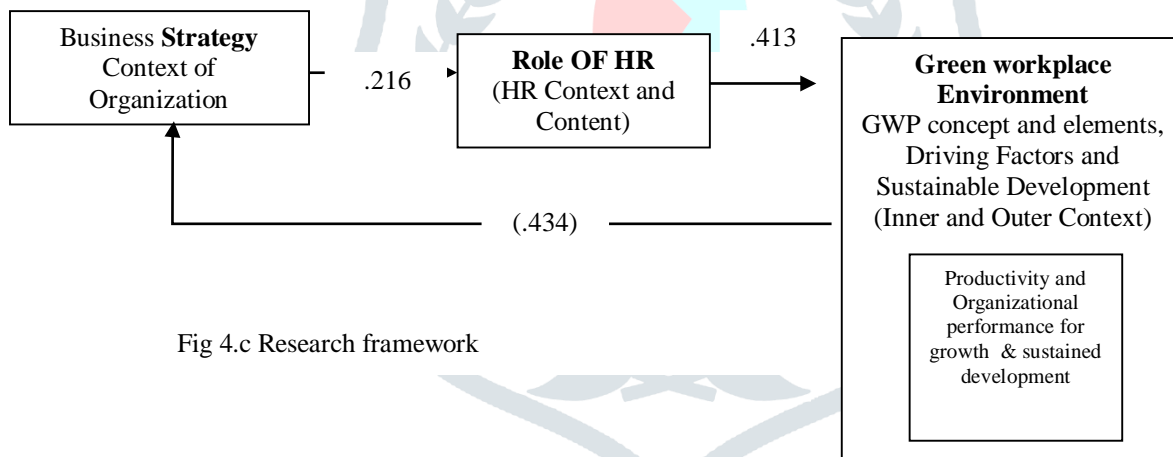 Business Strategy
Context of
Organization
.216
Role OF HR
(HR Context and
Content)
.413
Green workplace
Environment
GWP concept and elements,
Driving Factors and
Sustainable Development
(Inner and Outer Context)
Productivity and
Organizational
performance for
growth & sustained
development
(.434)
Fig 4.c Research framework